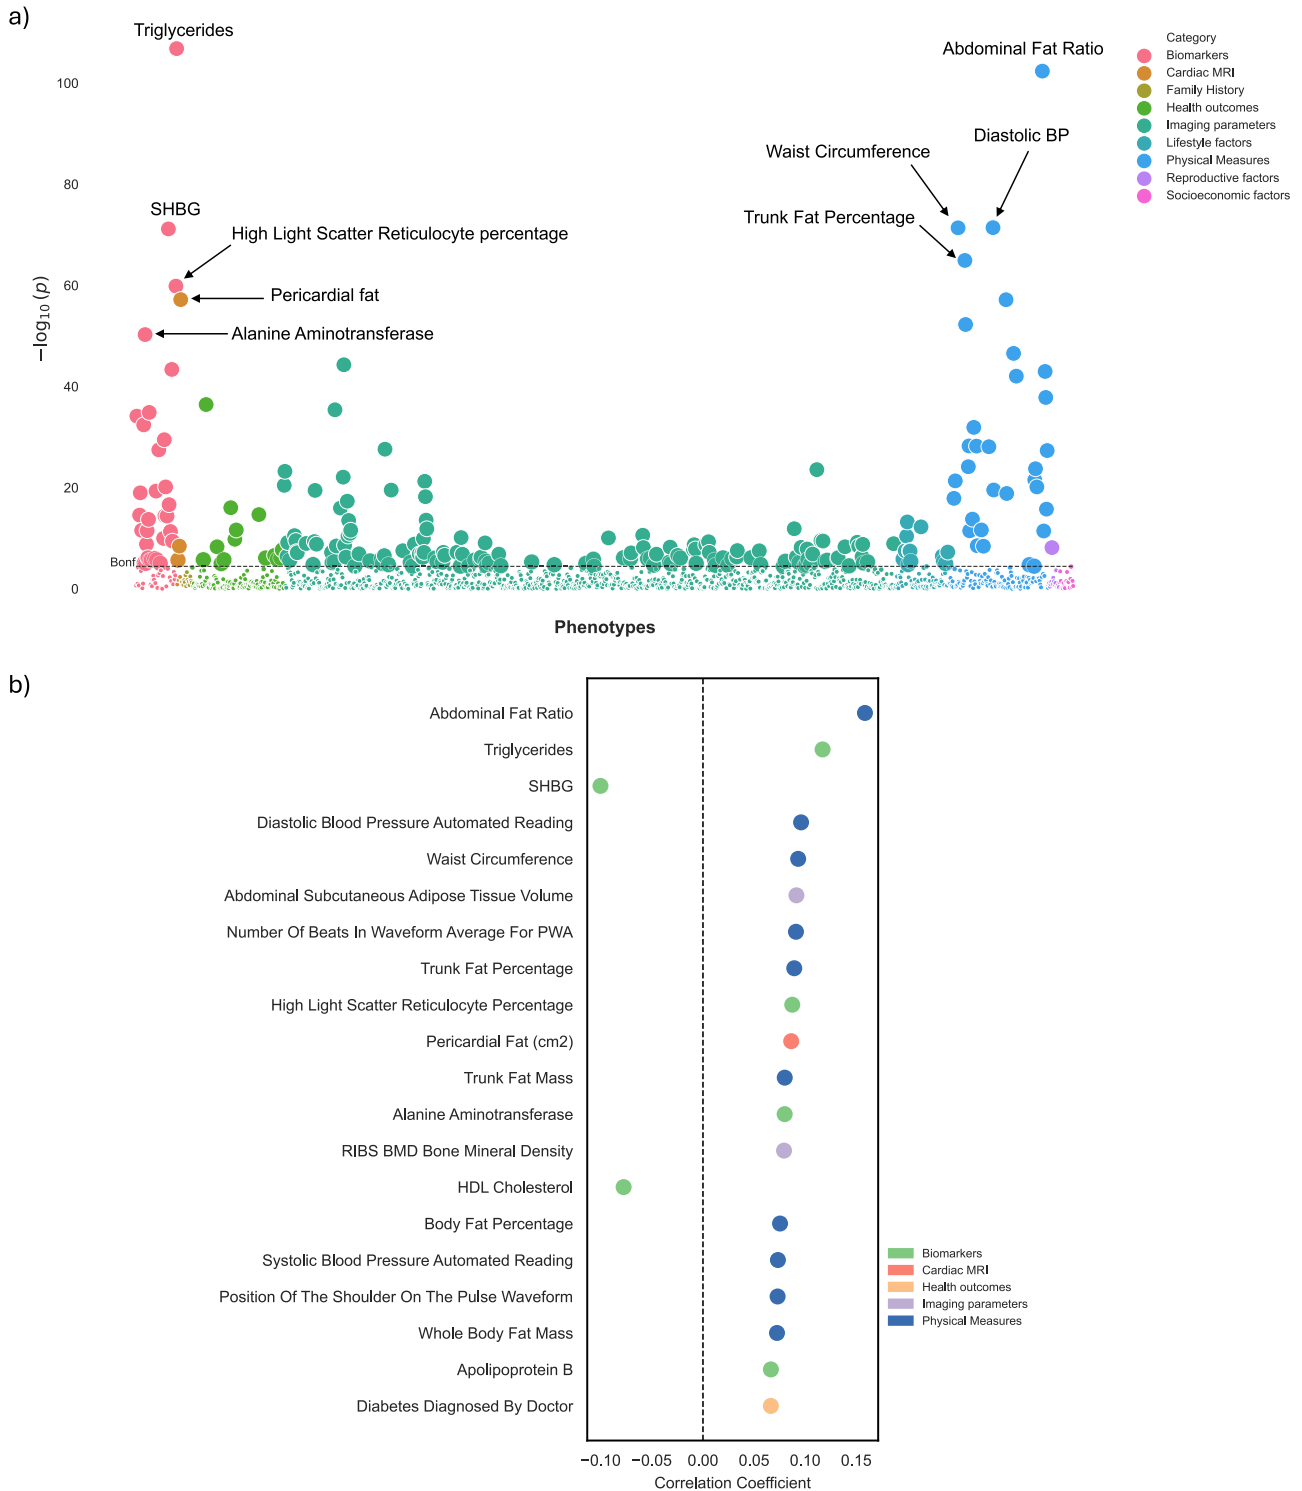 a)
Triglycerides
Abdominal Fat Ratio
Category
Biomarkers
Cardiac MRI
Family History
Health outcomes
Imaging parameters
Lifestyle factors
Physical Measures
Reproductive factors
Socioeconomic factors
100
Diastolic BP
Waist Circumference
80
SHBG
Trunk Fat Percentage
High Light Scatter Reticulocyte percentage
60
Pericardial fat
Alanine Aminotransferase
−log₁₀(p)
40
20
Bonf
0
Phenotypes
b)
Abdominal Fat Ratio
Triglycerides
SHBG
Diastolic Blood Pressure Automated Reading
Waist Circumference
Abdominal Subcutaneous Adipose Tissue Volume
Number Of Beats In Waveform Average For PWA
Trunk Fat Percentage
High Light Scatter Reticulocyte Percentage
Pericardial Fat (cm2)
Trunk Fat Mass
Alanine Aminotransferase
RIBS BMD Bone Mineral Density
HDL Cholesterol
Body Fat Percentage
Systolic Blood Pressure Automated Reading
Position Of The Shoulder On The Pulse Waveform
Whole Body Fat Mass
Apolipoprotein B
Diabetes Diagnosed By Doctor
Biomarkers
Cardiac MRI
Health outcomes
Imaging parameters
Physical Measures
−0.10 −0.05 0.00 0.05 0.10 0.15
Correlation Coefficient